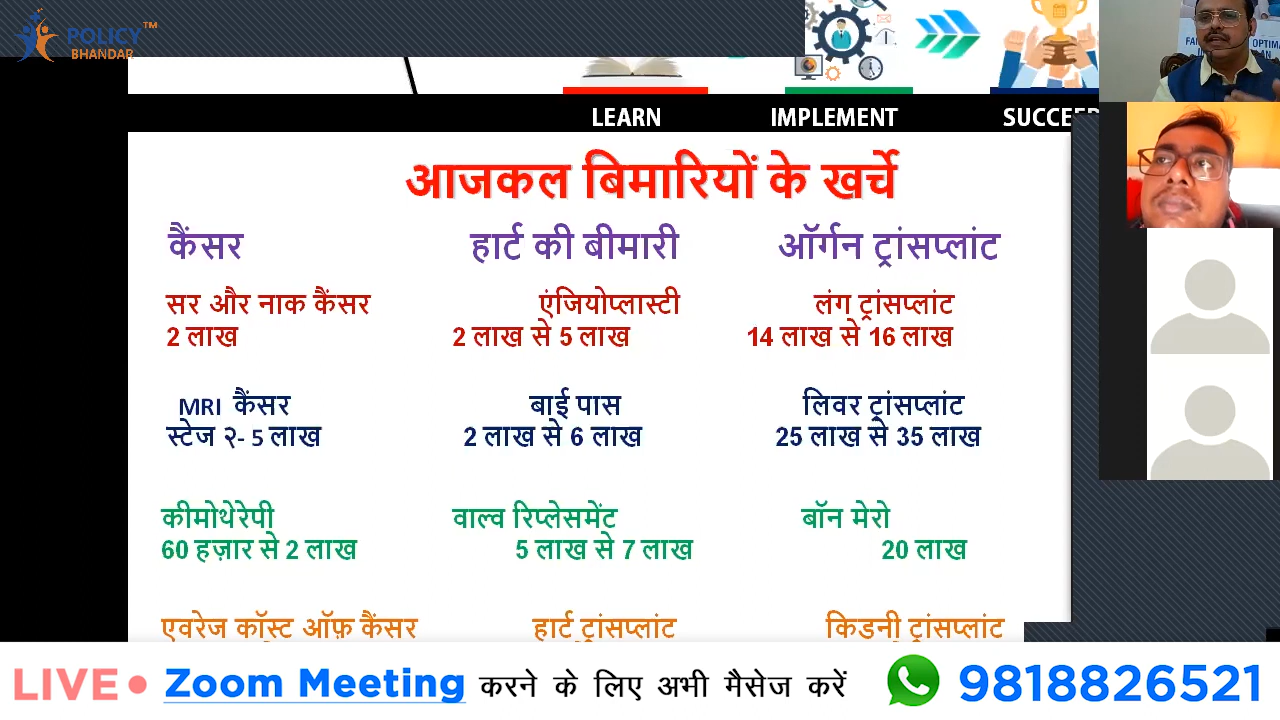 POLICY
BHANDAR
TM
LEARN
IMPLEMENT
SUCCEED
आजकल बिमारियों के खर्चे
कैंसर
हार्ट की बीमारी
ऑर्गन ट्रांसप्लांट
सर और नाक कैंसर
2 लाख
एंजियोप्लास्टी
2 लाख से 5 लाख
लंग ट्रांसप्लांट
14 लाख से 16 लाख
MRI कैंसर
स्टेज २- 5 लाख
बाई पास
2 लाख से 6 लाख
लिवर ट्रांसप्लांट
25 लाख से 35 लाख
कीमोथेरेपी
60 हज़ार से 2 लाख
वाल्व रिप्लेसमेंट
5 लाख से 7 लाख
बॉन मेरो
20 लाख
एवरेज कॉस्ट ऑफ़ कैंसर
हार्ट ट्रांसप्लांट
किडनी ट्रांसप्लांट
LIVE Zoom Meeting करने के लिए अभी मैसेज करें 9818826521